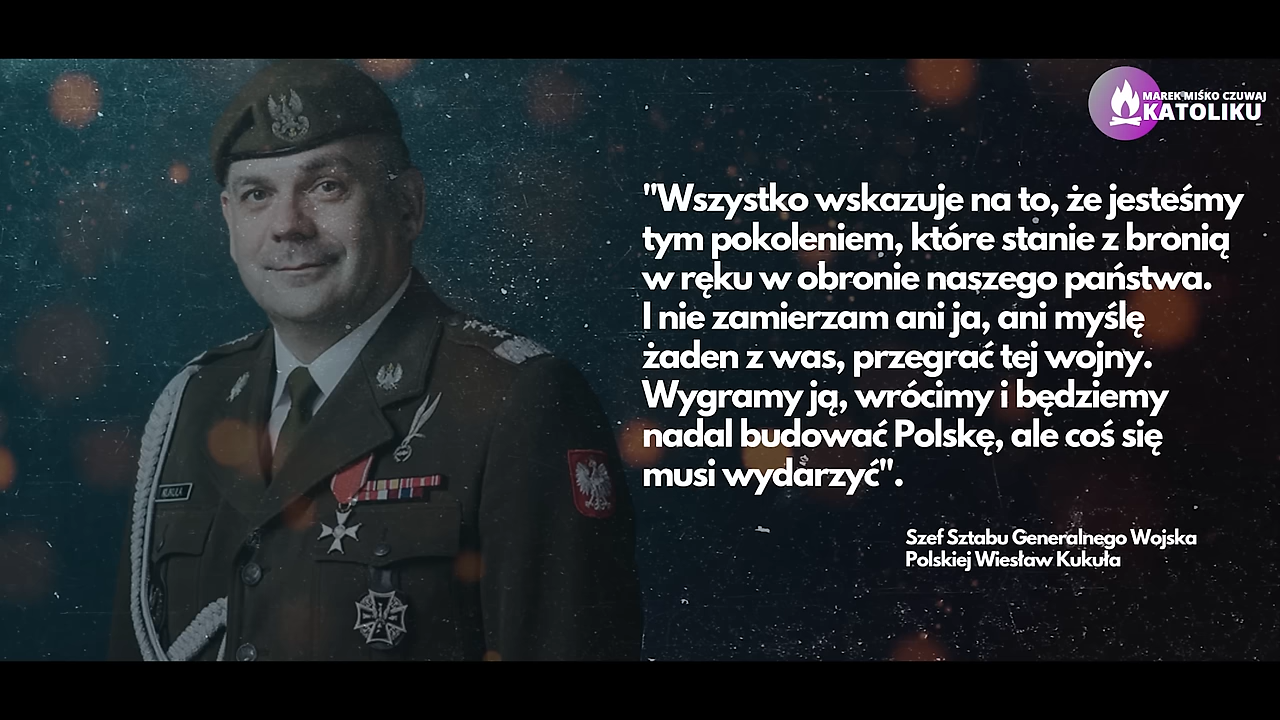 MAREK MIŚKO CZUWAJ
KATOLIKU
"Wszystko wskazuje na to, że jesteśmy
tym pokoleniem, które stanie z bronią
w ręku w obronie naszego państwa.
I nie zamierzam ani ja, ani myślę
żaden z was, przegrać tej wojny.
Wygramy ją, wrócimy i będziemy
nadal budować Polskę, ale coś się
musi wydarzyć".
Szef Sztabu Generalnego Wojska
Polskiej Wiesław Kukuła
KUKUŁA